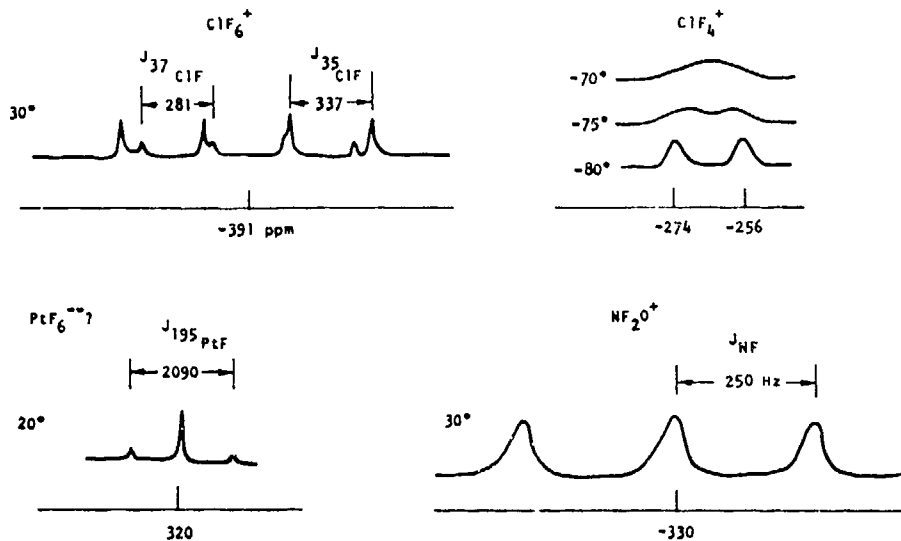 ClF6+
J37ClF
J35ClF
281
337
30°
-391 ppm
ClF4+
-70°
-75°
-80°
-274
-256
PtF6--?
J195PtF
2090
20°
320
NF2O+
JNF
250 Hz
30°
-330